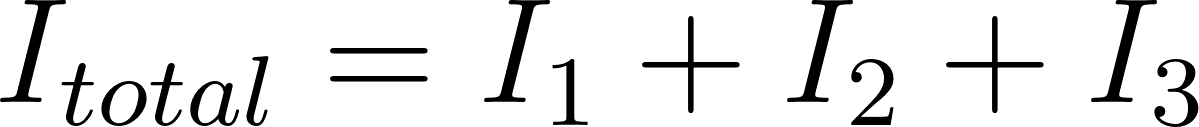 I_{total} = I_1 + I_2 + I_3